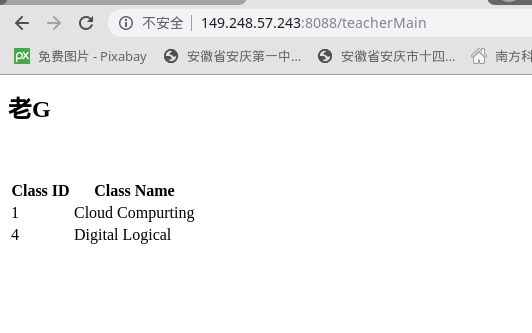 不安全 149.248.57.243:8088/teacherMain
px 免费图片 - Pixabay 安徽省安庆第一中... 安徽省安庆市十四... 南方科
老G
Class ID Class Name
1 Cloud Compurting
4 Digital Logical